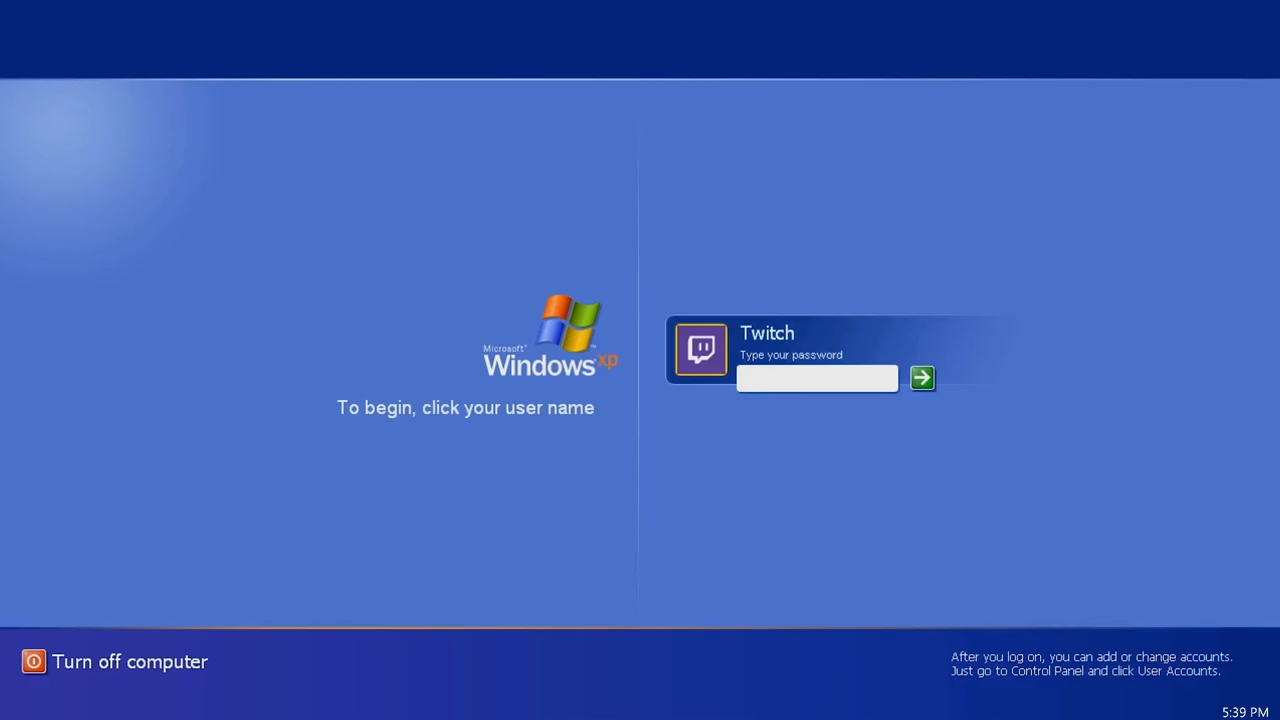 Microsoft
Windows xp
To begin, click your user name
Twitch
Type your password
Turn off computer
After you log on, you can add or change accounts.
Just go to Control Panel and click User Accounts.
5:39 PM